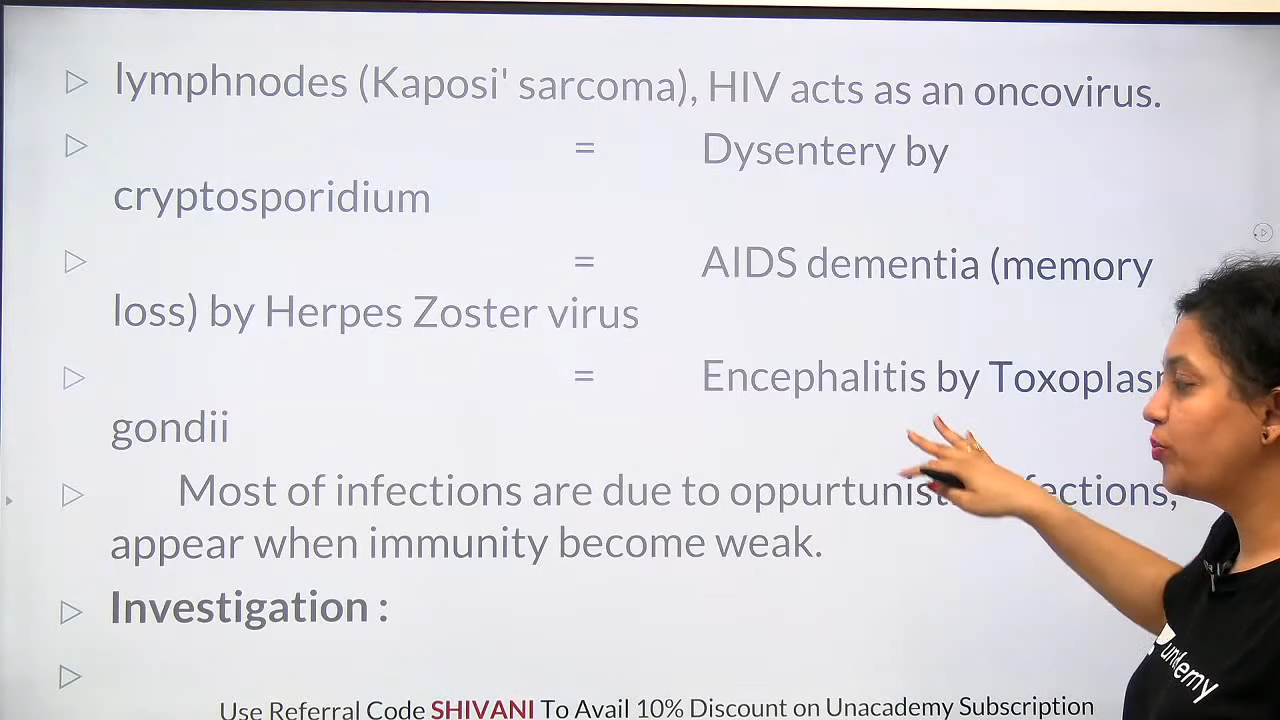 lymphnodes (Kaposi' sarcoma), HIV acts as an oncovirus.
= Dysentery by
cryptosporidium
= AIDS dementia (memory
loss) by Herpes Zoster virus
= Encephalitis by
gondii
Most of infections are due to
appear when immunity become weak.
Investigation :
unacademy
Use Referral Code SHIVANI To Avail 10% Discount on Unacademy Subscription